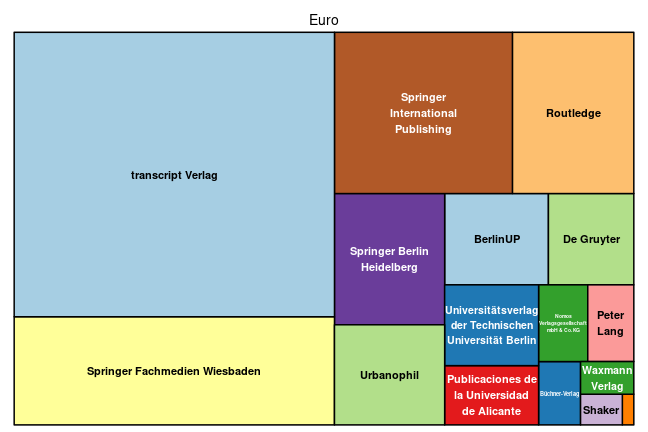 Euro
transcript Verlag
Springer Fachmedien Wiesbaden
Springer
International
Publishing
Routledge
Springer Berlin
Heidelberg
Urbanophil
BerlinUP
De Gruyter
Universitätsverlag
der Technischen
Universität Berlin
Publicaciones de
la Universidad
de Alicante
Nomos
Verlagsgesellschaft
mbH & Co. KG
Peter
Lang
Büchner-Verlag
Waxmann
Verlag
Shaker